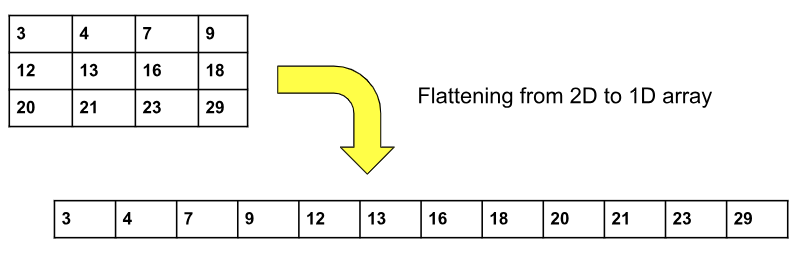 3 4 7 9
12 13 16 18
20 21 23 29
Flattening from 2D to 1D array
3 4 7 9 12 13 16 18 20 21 23 29